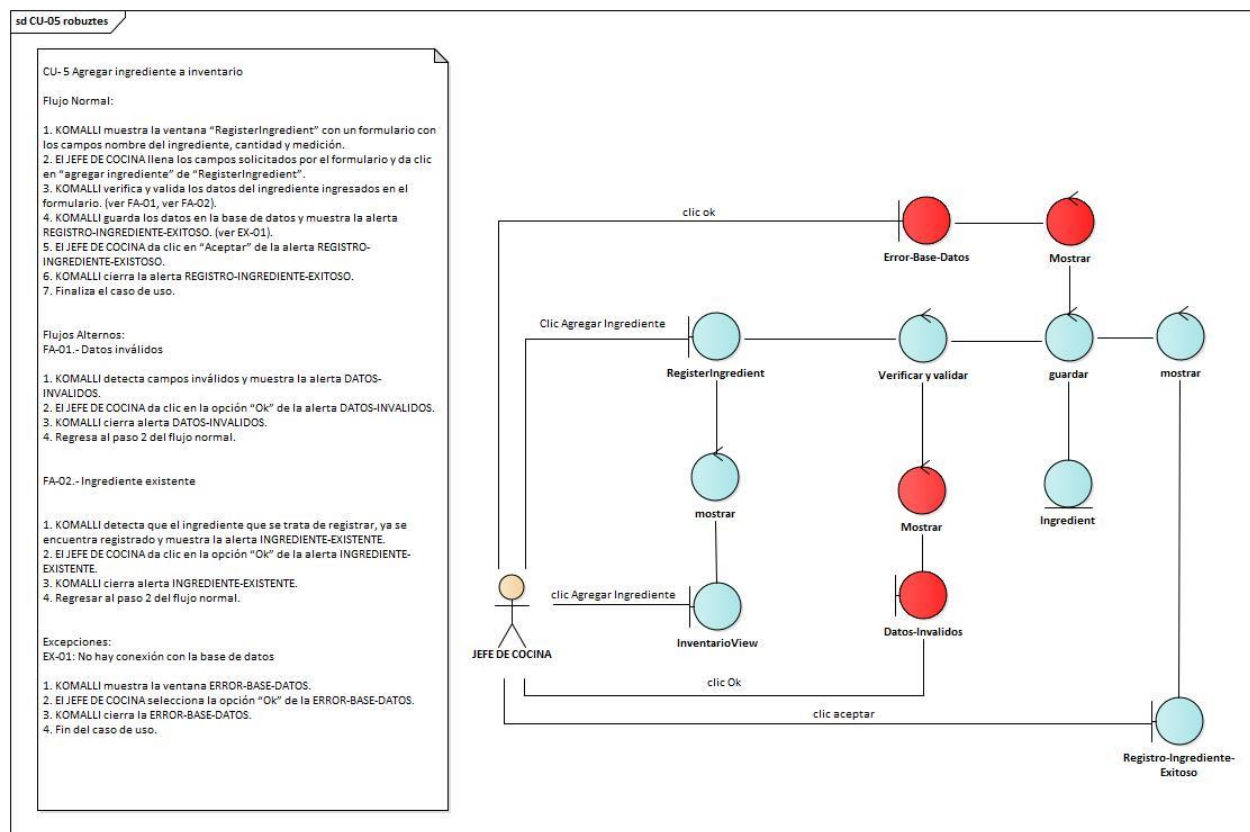 sd CU-05 robuztes
CU- 5 Agregar ingrediente a inventario
Flujo Normal:
1. KOMALLI muestra la ventana “RegisterIngredient” con un formulario con
los campos nombre del ingrediente, cantidad y medición.
2. El JEFE DE COCINA llena los campos solicitados por el formulario y da clic
en “agregar ingrediente” de “RegisterIngredient”.
3. KOMALLI verifica y valida los datos del ingrediente ingresados en el
formulario. (ver FA-01, ver FA-02).
4. KOMALLI guarda los datos en la base de datos y muestra la alerta
REGISTRO-INGREDIENTE-EXITOSO. (ver EX-01).
5. El JEFE DE COCINA da clic en “Aceptar” de la alerta REGISTRO-
INGREDIENTE-EXISTOSO.
6. KOMALLI cierra la alerta REGISTRO-INGREDIENTE-EXITOSO.
7. Finaliza el caso de uso.
Flujos Alternos:
FA-01.- Datos inválidos
1. KOMALLI detecta campos inválidos y muestra la alerta DATOS-
INVALIDOS.
2. El JEFE DE COCINA da clic en la opción “Ok” de la alerta DATOS-INVALIDOS.
3. KOMALLI cierra alerta DATOS-INVALIDOS.
4. Regresa al paso 2 del flujo normal.
FA-02.- Ingrediente existente
1. KOMALLI detecta que el ingrediente que se trata de registrar, ya se
encuentra registrado y muestra la alerta INGREDIENTE-EXISTENTE.
2. El JEFE DE COCINA da clic en la opción “Ok” de la alerta INGREDIENTE-
EXISTENTE.
3. KOMALLI cierra alerta INGREDIENTE-EXISTENTE.
4. Regresar al paso 2 del flujo normal.
Excepciones:
EX-01: No hay conexión con la base de datos
1. KOMALLI muestra la ventana ERROR-BASE-DATOS.
2. El JEFE DE COCINA selecciona la opción “Ok” de la ERROR-BASE-DATOS.
3. KOMALLI cierra la ERROR-BASE-DATOS.
4. Fin del caso de uso.
clic ok
Error-Base-Datos
Mostrar
Clic Agregar Ingrediente
RegisterIngredient
Verificar y validar
guardar
mostrar
mostrar
Mostrar
Ingredient
clic Agregar Ingrediente
JEFE DE COCINA
InventarioView
Datos-Invalidos
clic Ok
clic aceptar
Registro-Ingrediente-
Exitoso